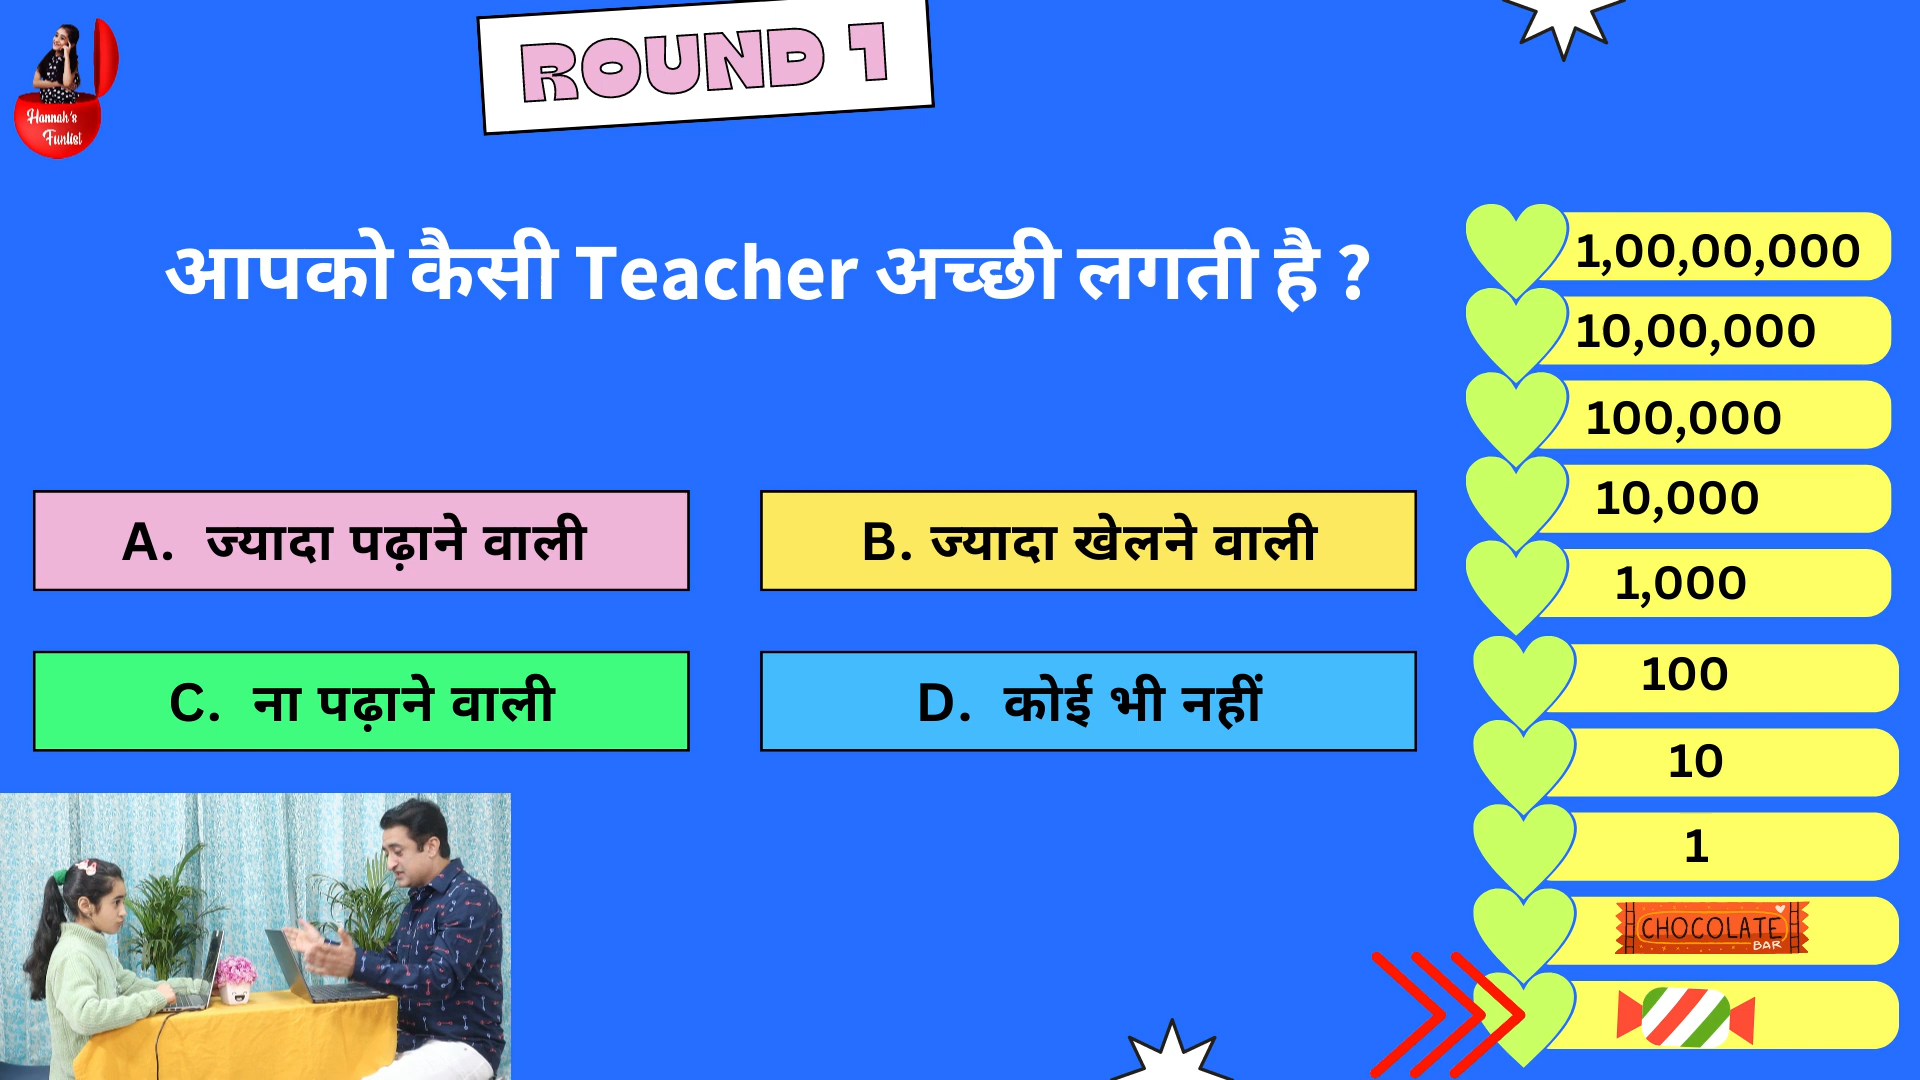 Hannah's
Funlist
ROUND 1
आपको कैसी Teacher अच्छी लगती है ?
A. ज्यादा पढ़ाने वाली
B. ज्यादा खेलने वाली
C. ना पढ़ाने वाली
D. कोई भी नहीं
1,00,00,000
10,00,000
100,000
10,000
1,000
100
10
1
CHOCOLATE
BAR